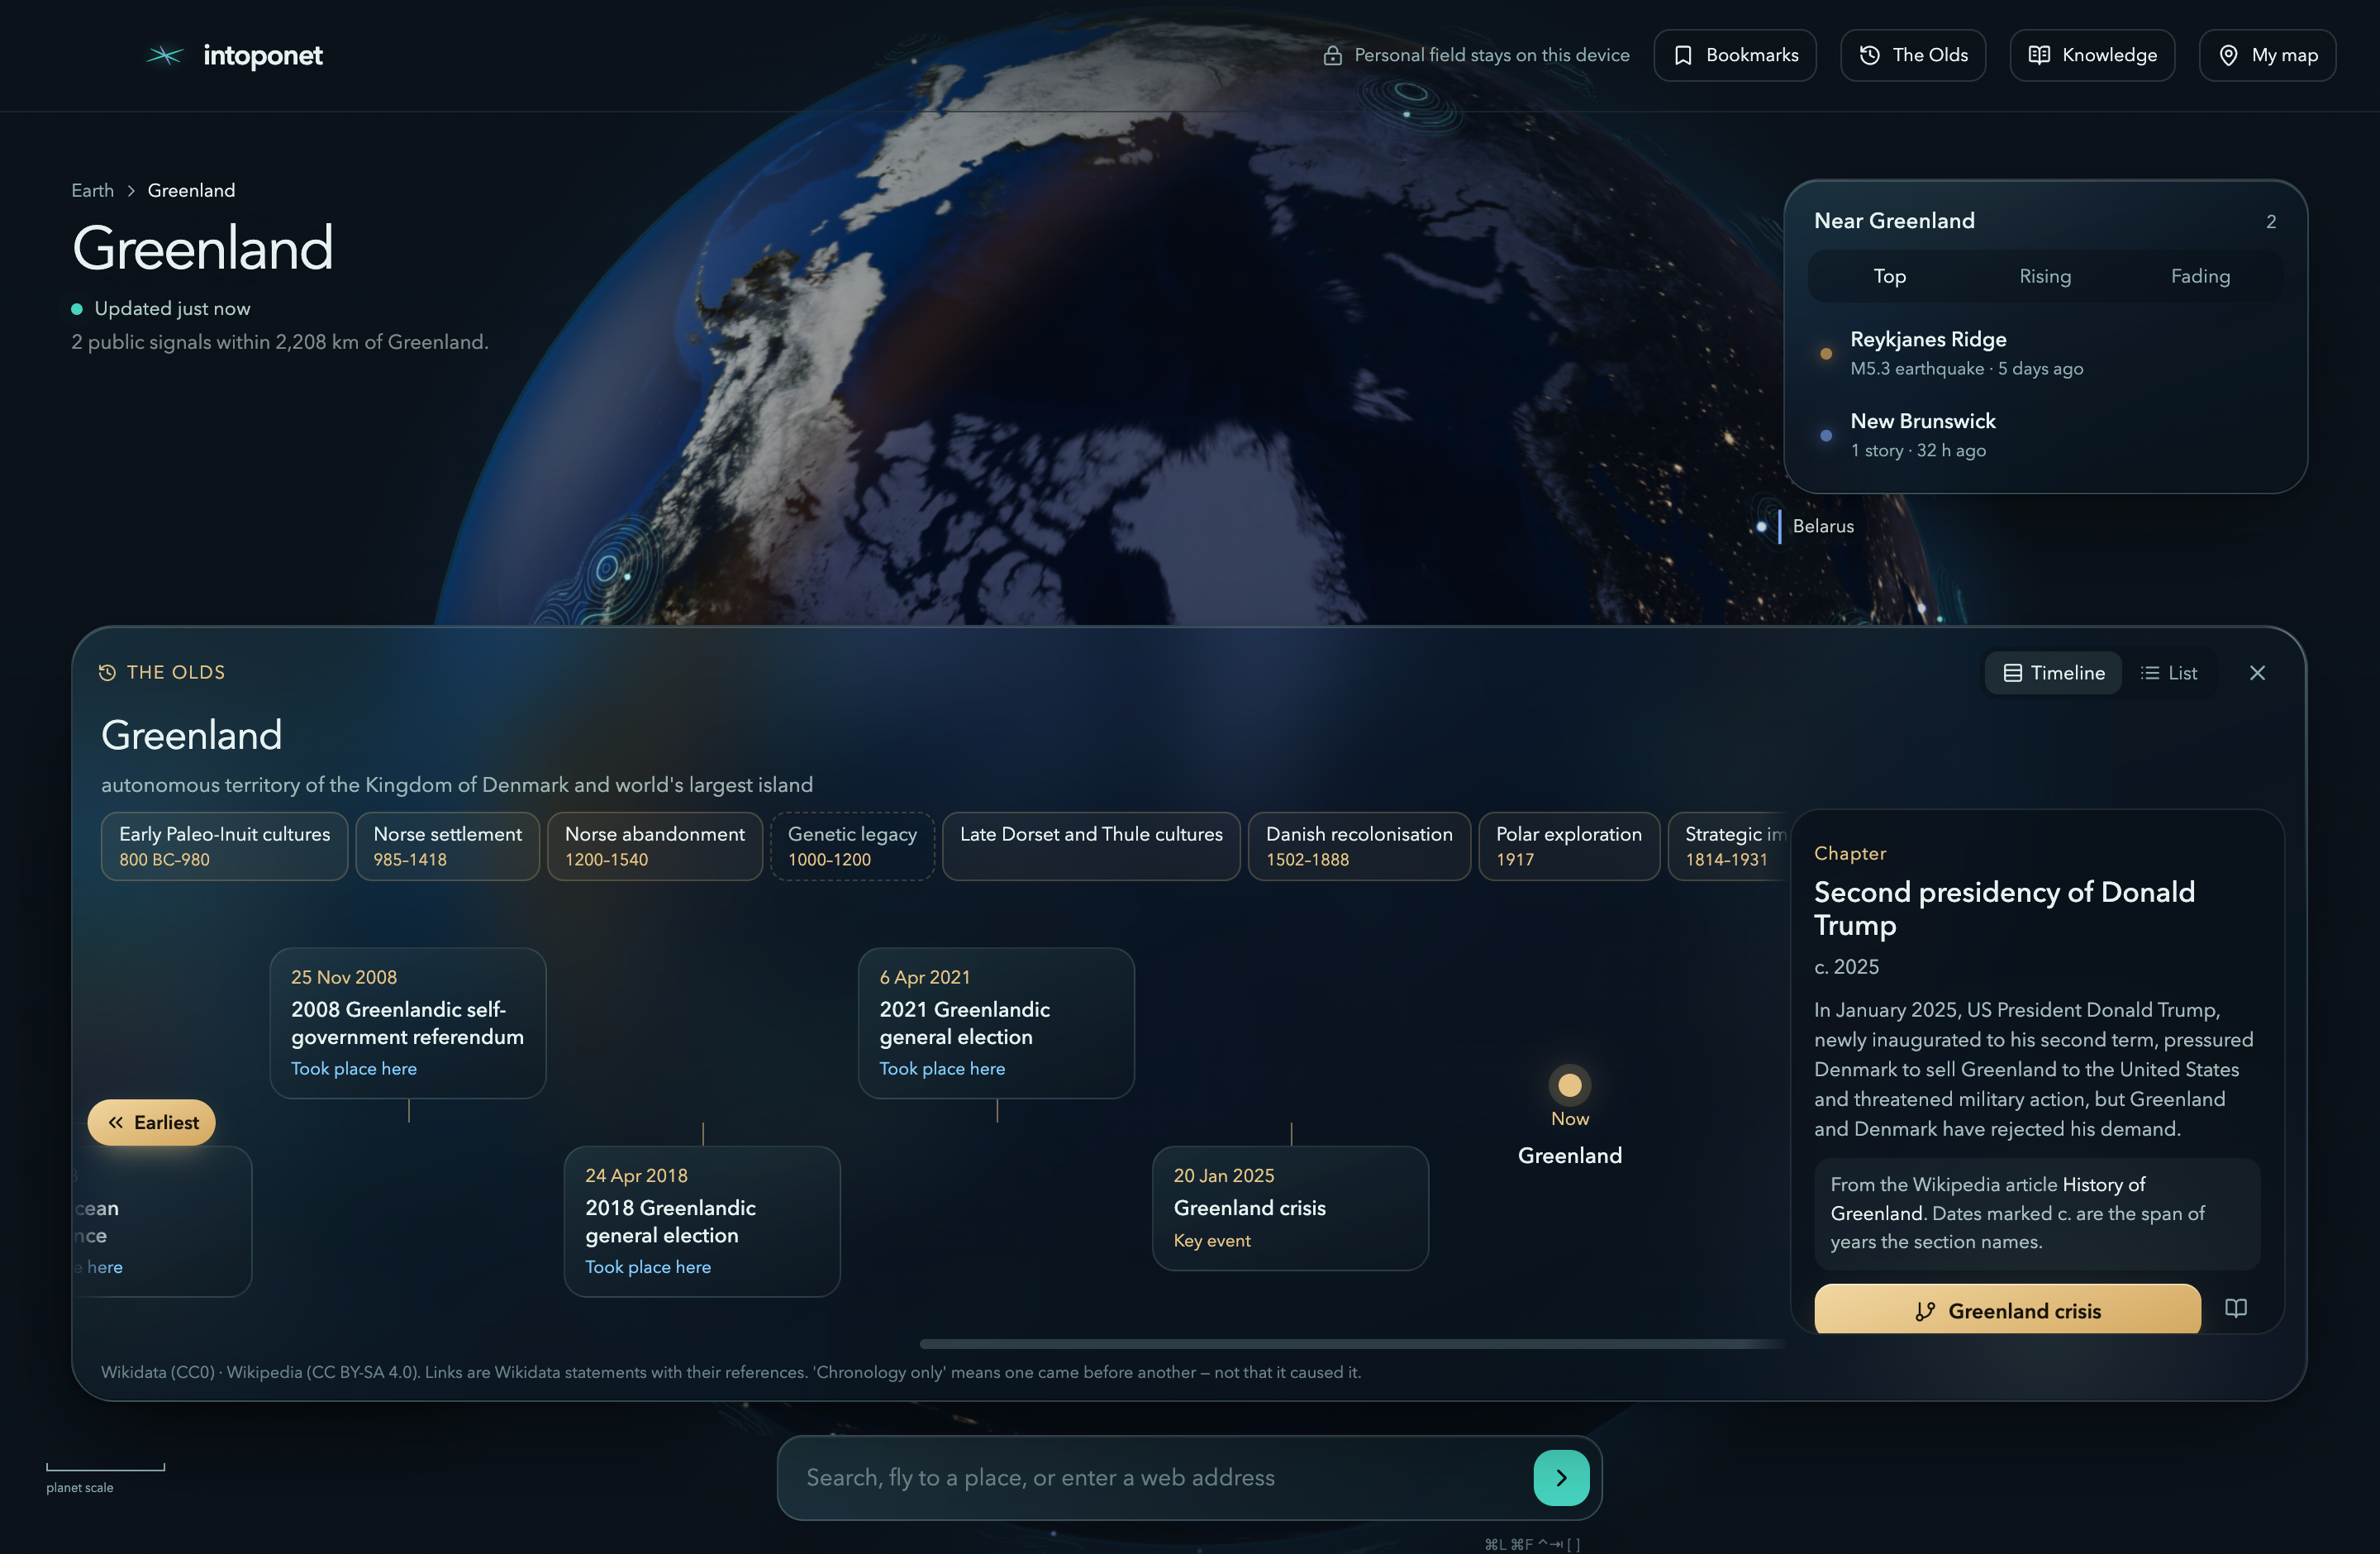 intoponet
Personal field stays on this device
Bookmarks
The Olds
Knowledge
My map
Earth > Greenland
Greenland
Updated just now
2 public signals within 2,208 km of Greenland.
Near Greenland 2
Top Rising Fading
Reykjanes Ridge
M5.3 earthquake · 5 days ago
New Brunswick
1 story · 32 h ago
Belarus
THE OLDS
Timeline
List
Greenland
autonomous territory of the Kingdom of Denmark and world's largest island
Early Paleo-Inuit cultures
800 BC–980
Norse settlement
985–1418
Norse abandonment
1200–1540
Genetic legacy
1000–1200
Late Dorset and Thule cultures
Danish recolonisation
1502–1888
Polar exploration
1917
Strategic
1814–1931
25 Nov 2008
2008 Greenlandic self-
government referendum
Took place here
6 Apr 2021
2021 Greenlandic
general election
Took place here
Earliest
here
24 Apr 2018
2018 Greenlandic
general election
Took place here
20 Jan 2025
Greenland crisis
Key event
Now
Greenland
Chapter
Second presidency of Donald
Trump
c. 2025
In January 2025, US President Donald Trump,
newly inaugurated to his second term, pressured
Denmark to sell Greenland to the United States
and threatened military action, but Greenland
and Denmark have rejected his demand.
From the Wikipedia article History of
Greenland. Dates marked c. are the span of
years the section names.
Greenland crisis
Wikidata (CC0) · Wikipedia (CC BY-SA 4.0). Links are Wikidata statements with their references. 'Chronology only' means one came before another – not that it caused it.
planet scale
Search, fly to a place, or enter a web address
⌘L ⌘F ^⇥ [ ]